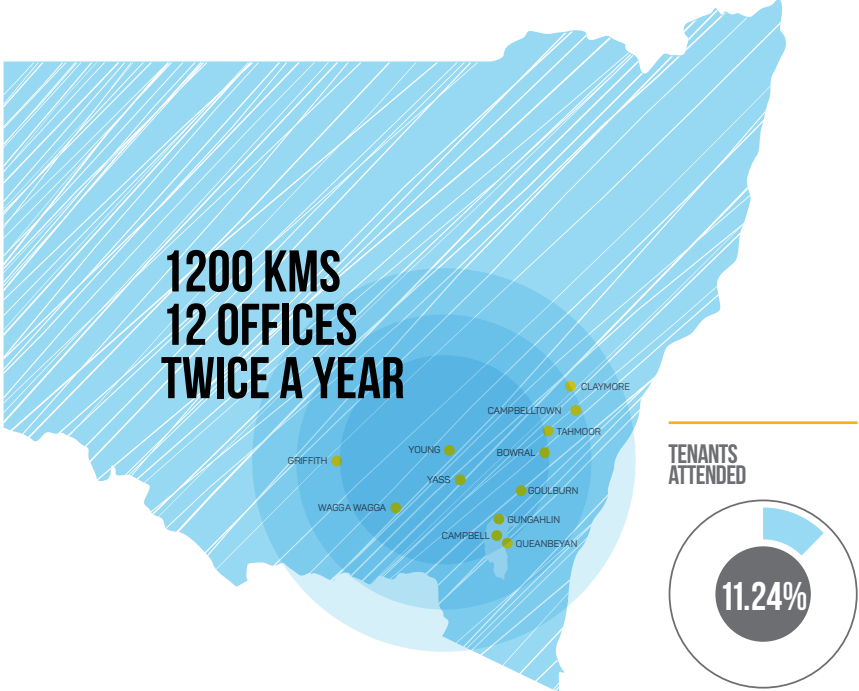 1200 KMS
12 OFFICES
TWICE A YEAR
CLAYMORE
CAMPBELLTOWN
TAHMOOR
YOUNG
BOWRAL
GRIFFITH
YASS
GOULBURN
WAGGA WAGGA
GUNGAHLIN
CAMPBELL
QUEANBEYAN
TENANTS
ATTENDED
11.24%